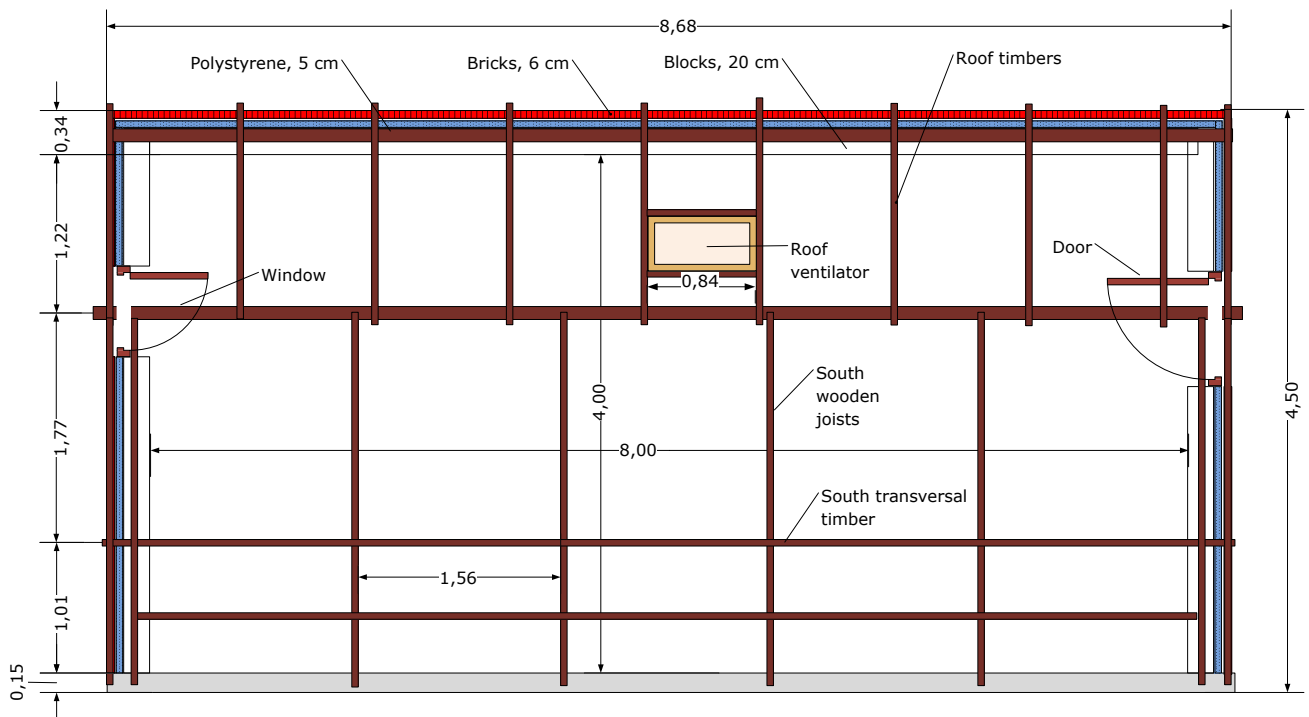 8,68
Polystyrene, 5 cm
Bricks, 6 cm
Blocks, 20 cm
Roof timbers
0,34
1,22
Window
Roof
ventilator
Door
0,84
1,77
4,00
South
wooden
joists
4,50
8,00
South transversal
timber
1,56
1,01
0,15